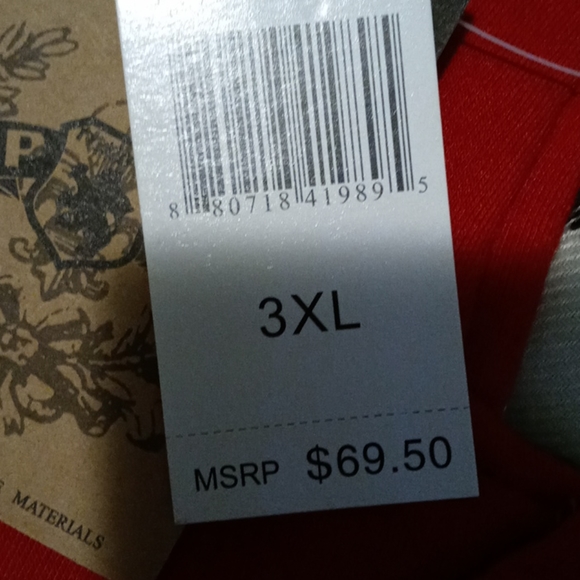 P
8 80718 41989 5
3XL
MSRP $69.50
MATERIALS